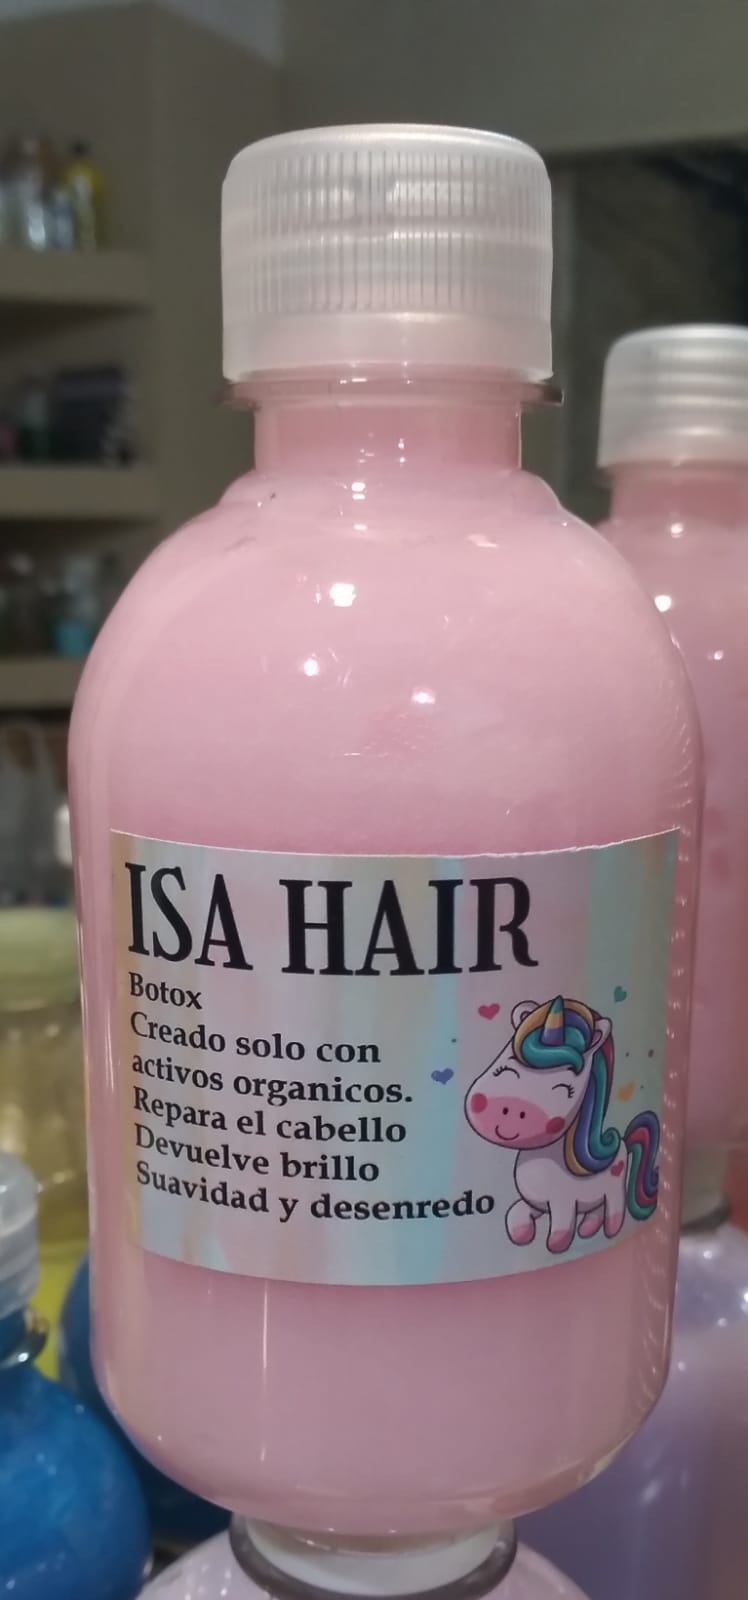 ISA HAIR
Botox
Creado solo con
activos organicos.
Repara el cabello
Devuelve brillo
Suavidad y desenredo